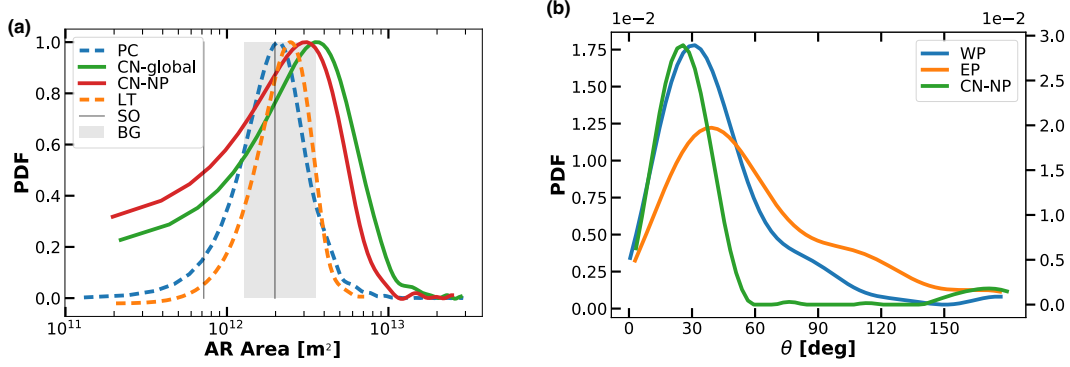 (a)
PDF
1.0
0.8
0.6
0.4
0.2
0.0
PC
CN-global
CN-NP
LT
SO
BG
10¹¹
10¹²
10¹³
AR Area [m²]
(b)
1e−2
1e−2
PDF
1.75
1.50
1.25
1.00
0.75
0.50
0.25
0.00
WP
EP
CN-NP
3.0
2.5
2.0
1.5
1.0
0.5
0.0
0
30
60
90
120
150
θ [deg]